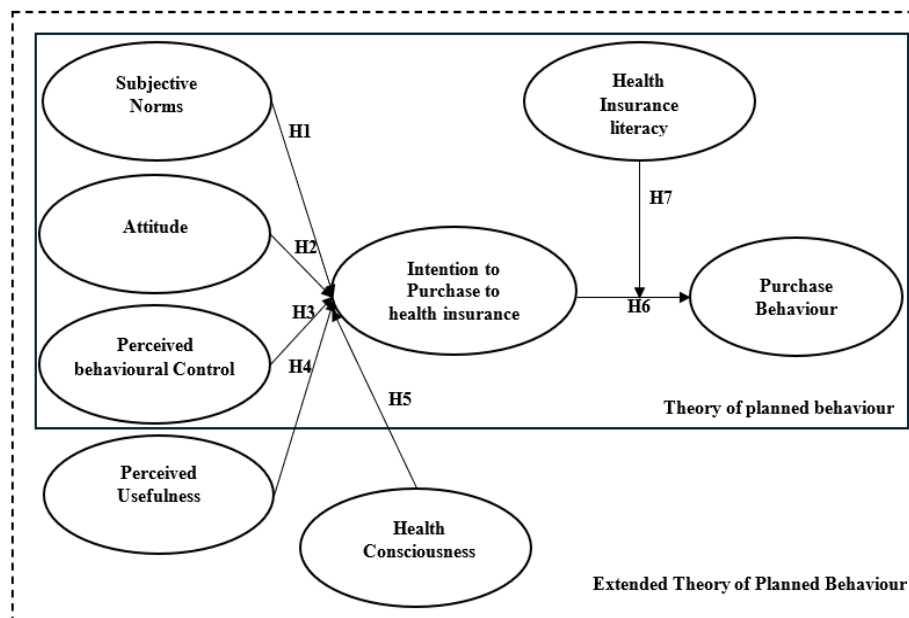 Subjective
Norms
H1
Health
Insurance
literacy
H7
Attitude
H2
Intention to
Purchase to
health insurance
H6
Purchase
Behaviour
H3
Perceived
behavioural Control
H4
H5
Theory of planned behaviour
Perceived
Usefulness
Health
Consciousness
Extended Theory of Planned Behaviour